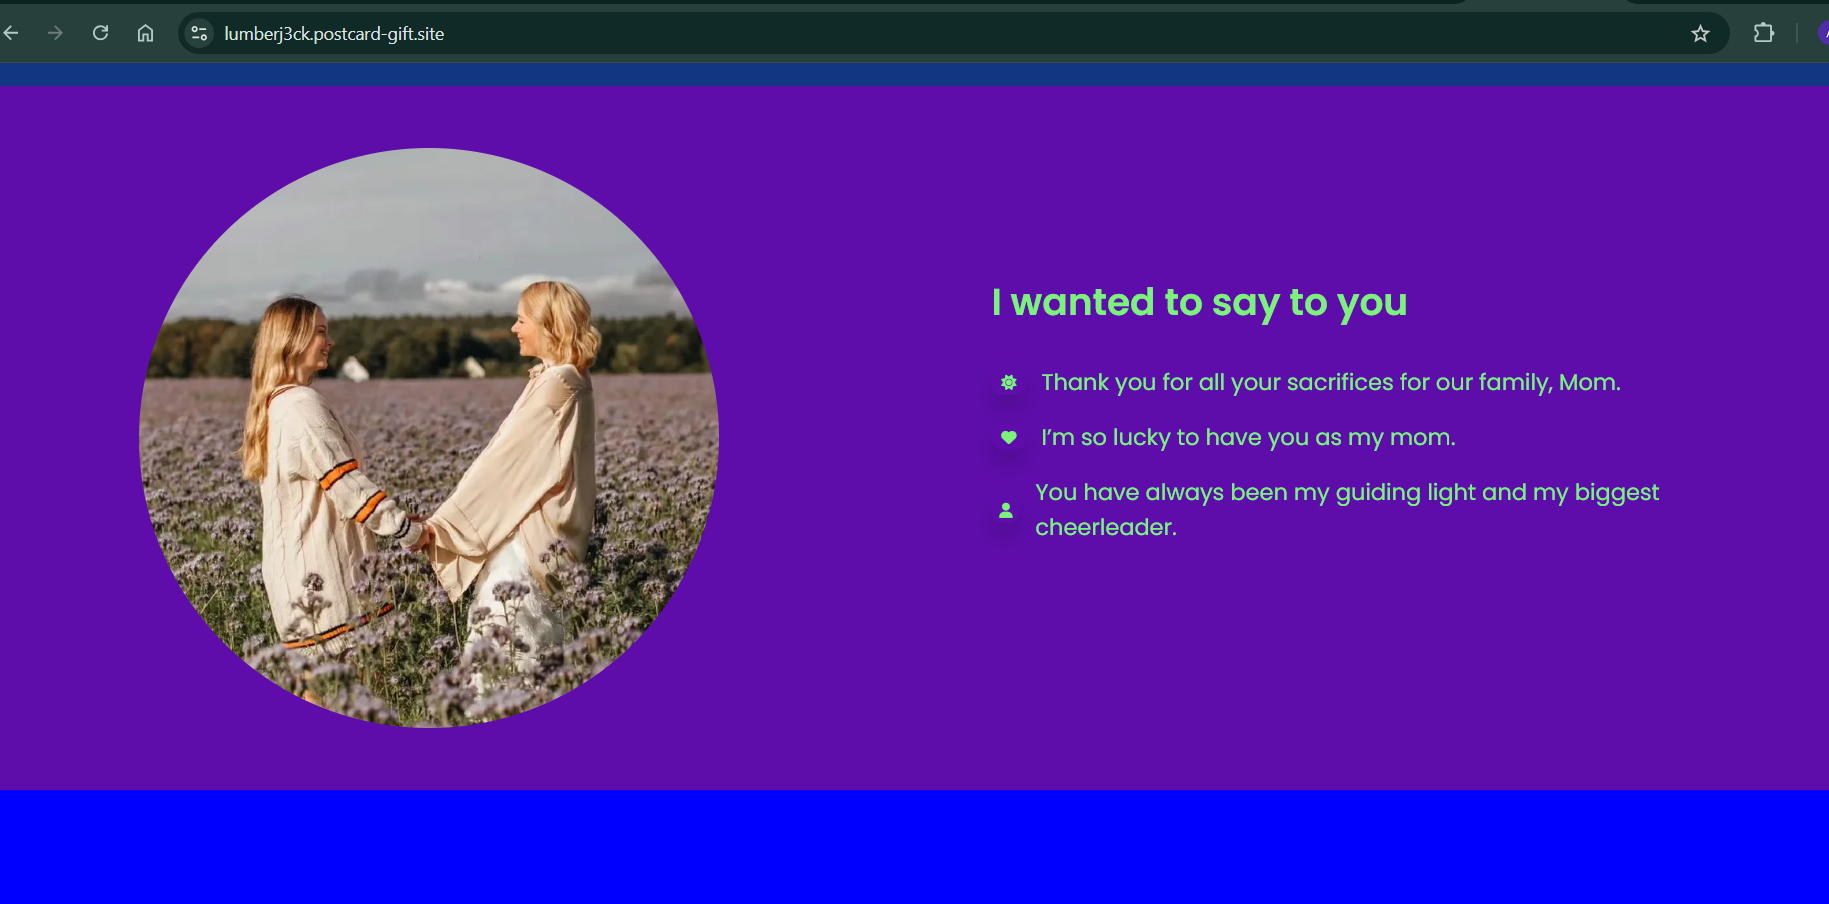 lumberj3ck.postcard-gift.site
I wanted to say to you
Thank you for all your sacrifices for our family, Mom.
I’m so lucky to have you as my mom.
You have always been my guiding light and my biggest
cheerleader.